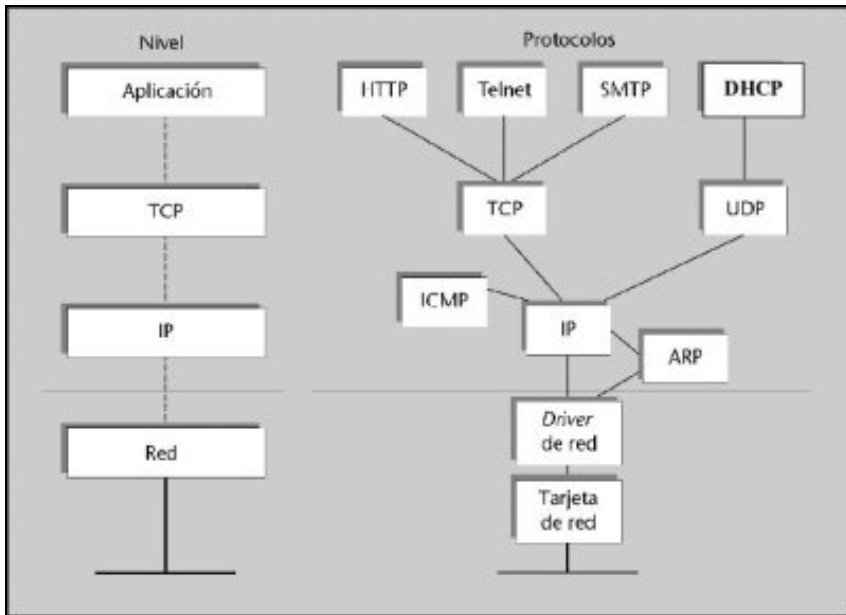 Nivel
Protocolos
Aplicación
HTTP
Telnet
SMTP
DHCP
TCP
TCP
UDP
ICMP
IP
IP
ARP
Red
Driver
de red
Tarjeta
de red